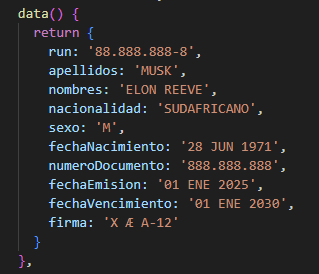 data() {
return {
run: '88.888.888-8',
apellidos: 'MUSK',
nombres: 'ELON REEVE',
nacionalidad: 'SUDAFRICANO',
sexo: 'M',
fechaNacimiento: '28 JUN 1971',
numeroDocumento: '888.888.888',
fechaEmision: '01 ENE 2025',
fechaVencimiento: '01 ENE 2030',
firma: 'X Æ A-12'
}
},